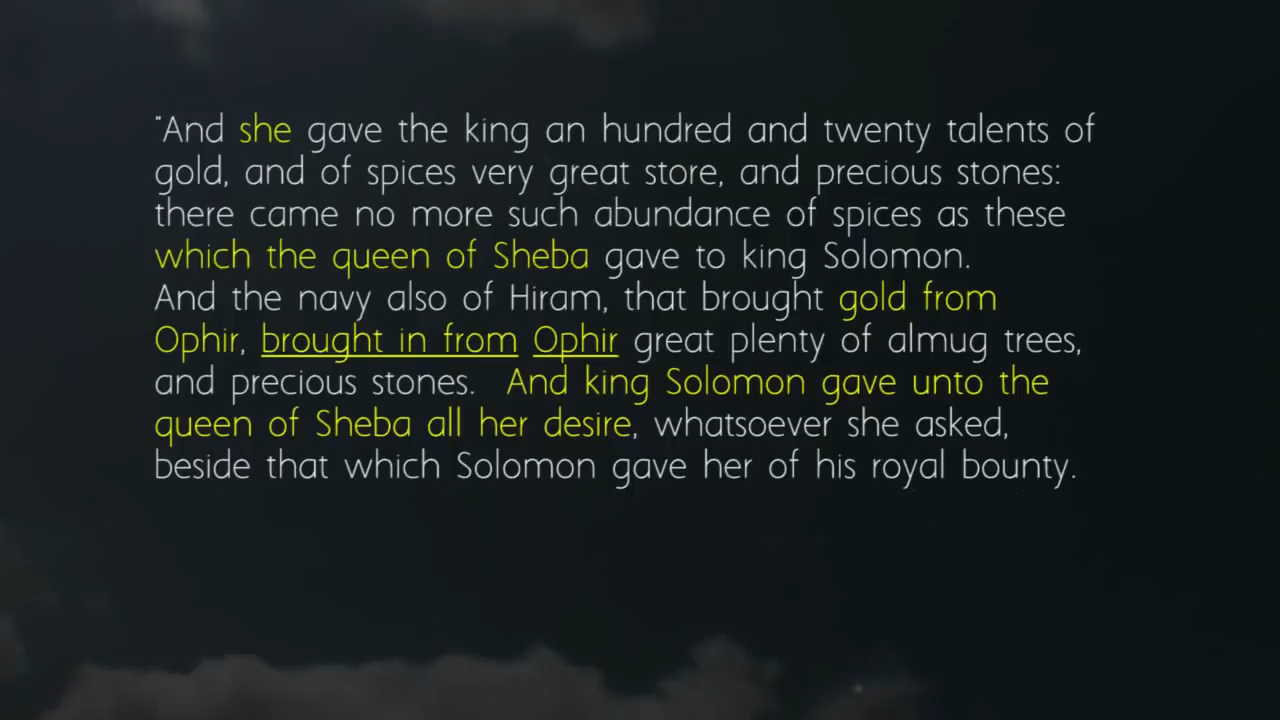 "And she gave the king an hundred and twenty talents of
gold, and of spices very great store, and precious stones:
there came no more such abundance of spices as these
which the queen of Sheba gave to king Solomon.
And the navy also of Hiram, that brought gold from
Ophir, brought in from Ophir great plenty of almug trees,
and precious stones. And king Solomon gave unto the
queen of Sheba all her desire, whatsoever she asked,
beside that which Solomon gave her of his royal bounty.